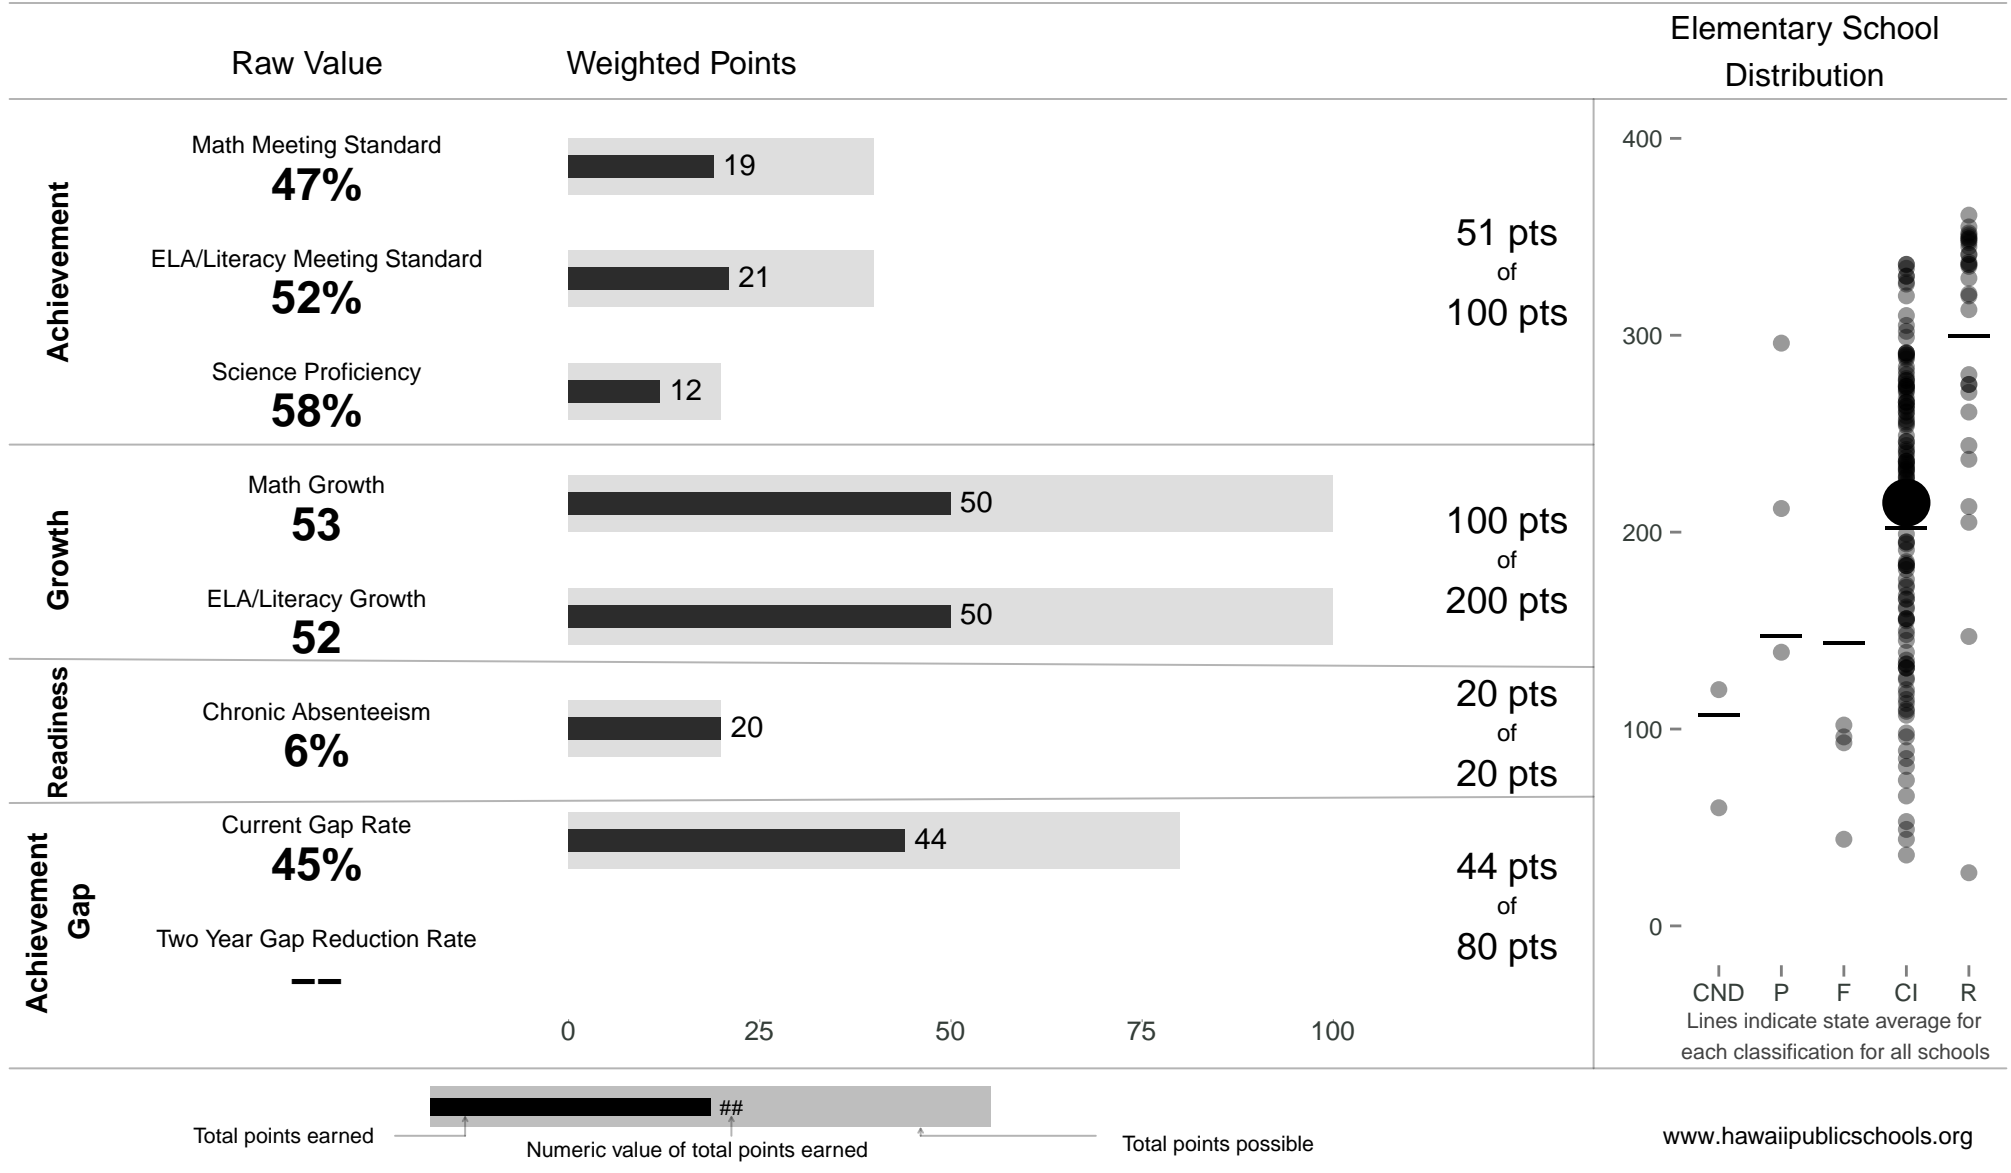 Raw Value
Weighted Points
Elementary School
Distribution
Achievement
Math Meeting Standard
47%
19
ELA/Literacy Meeting Standard
52%
21
Science Proficiency
58%
12
51 pts
of
100 pts
Growth
Math Growth
53
50
ELA/Literacy Growth
52
50
100 pts
of
200 pts
Readiness
Chronic Absenteeism
6%
20
20 pts
of
20 pts
Achievement
Gap
Current Gap Rate
45%
44
Two Year Gap Reduction Rate
−−
44 pts
of
80 pts
0
25
50
75
100
400
300
200
100
0
CND
P
F
CI
R
Lines indicate state average for
each classification for all schools
##
Total points earned
Numeric value of total points earned
Total points possible
www.hawaiipublicschools.org